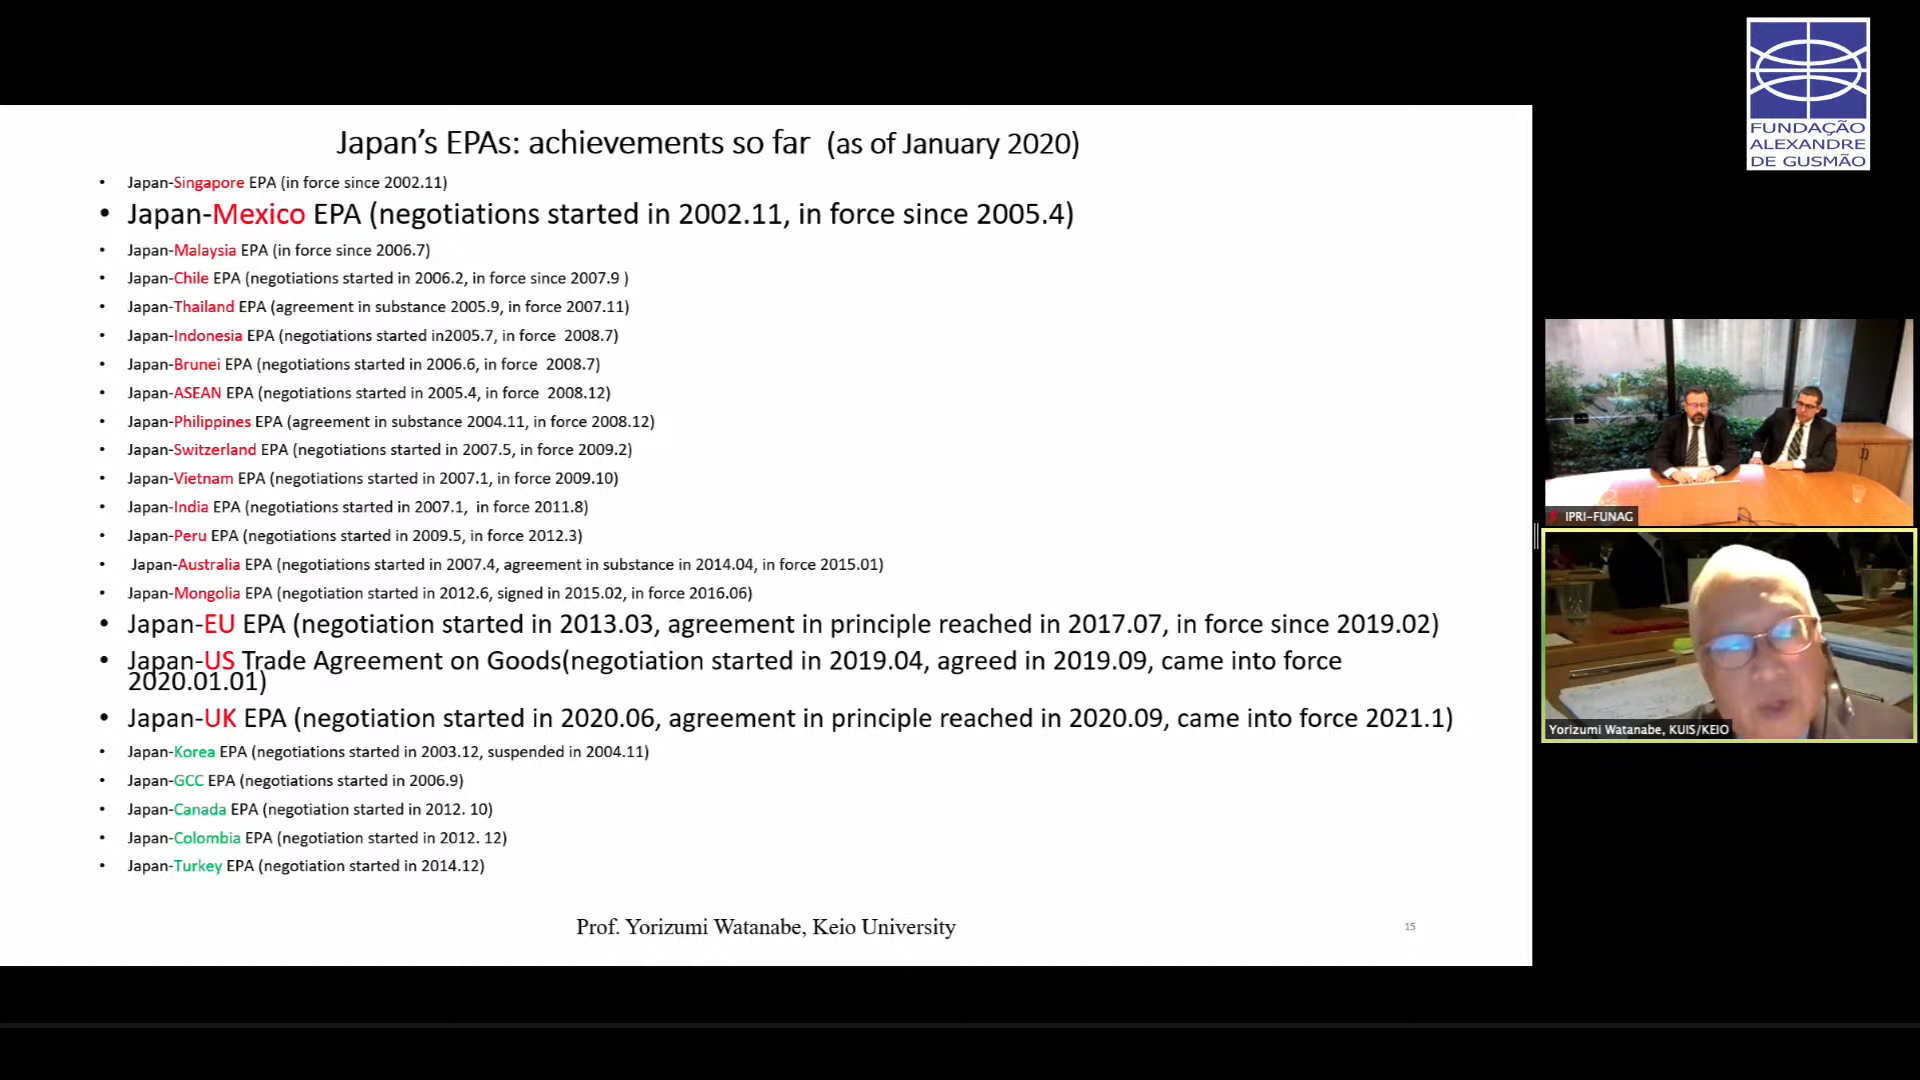 FUNDAÇÃO
ALEXANDRE
DE GUSMÃO
Japan’s EPAs: achievements so far (as of January 2020)
• Japan-Singapore EPA (in force since 2002.11)
• Japan-Mexico EPA (negotiations started in 2002.11, in force since 2005.4)
• Japan-Malaysia EPA (in force since 2006.7)
• Japan-Chile EPA (negotiations started in 2006.2, in force since 2007.9 )
• Japan-Thailand EPA (agreement in substance 2005.9, in force 2007.11)
• Japan-Indonesia EPA (negotiations started in2005.7, in force 2008.7)
• Japan-Brunei EPA (negotiations started in 2006.6, in force 2008.7)
• Japan-ASEAN EPA (negotiations started in 2005.4, in force 2008.12)
• Japan-Philippines EPA (agreement in substance 2004.11, in force 2008.12)
• Japan-Switzerland EPA (negotiations started in 2007.5, in force 2009.2)
• Japan-Vietnam EPA (negotiations started in 2007.1, in force 2009.10)
• Japan-India EPA (negotiations started in 2007.1, in force 2011.8)
• Japan-Peru EPA (negotiations started in 2009.5, in force 2012.3)
• Japan-Australia EPA (negotiations started in 2007.4, agreement in substance in 2014.04, in force 2015.01)
• Japan-Mongolia EPA (negotiation started in 2012.6, signed in 2015.02, in force 2016.06)
• Japan-EU EPA (negotiation started in 2013.03, agreement in principle reached in 2017.07, in force since 2019.02)
• Japan-US Trade Agreement on Goods(negotiation started in 2019.04, agreed in 2019.09, came into force
2020.01.01)
• Japan-UK EPA (negotiation started in 2020.06, agreement in principle reached in 2020.09, came into force 2021.1)
• Japan-Korea EPA (negotiations started in 2003.12, suspended in 2004.11)
• Japan-GCC EPA (negotiations started in 2006.9)
• Japan-Canada EPA (negotiation started in 2012. 10)
• Japan-Colombia EPA (negotiation started in 2012. 12)
• Japan-Turkey EPA (negotiation started in 2014.12)
Prof. Yorizumi Watanabe, Keio University
15
IPRI-FUNAG
Yorizumi Watanabe, KUIS/KEIO